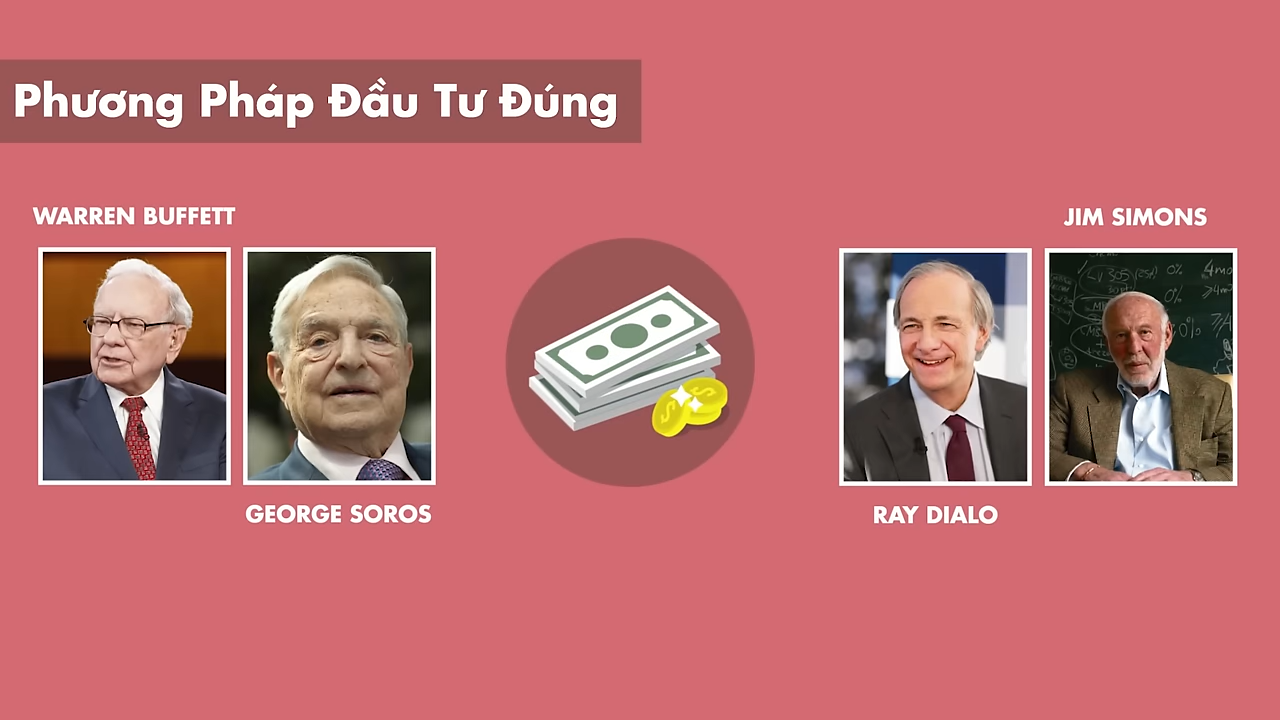 Phương Pháp Đầu Tư Đúng
WARREN BUFFETT
JIM SIMONS
GEORGE SOROS
RAY DIALO